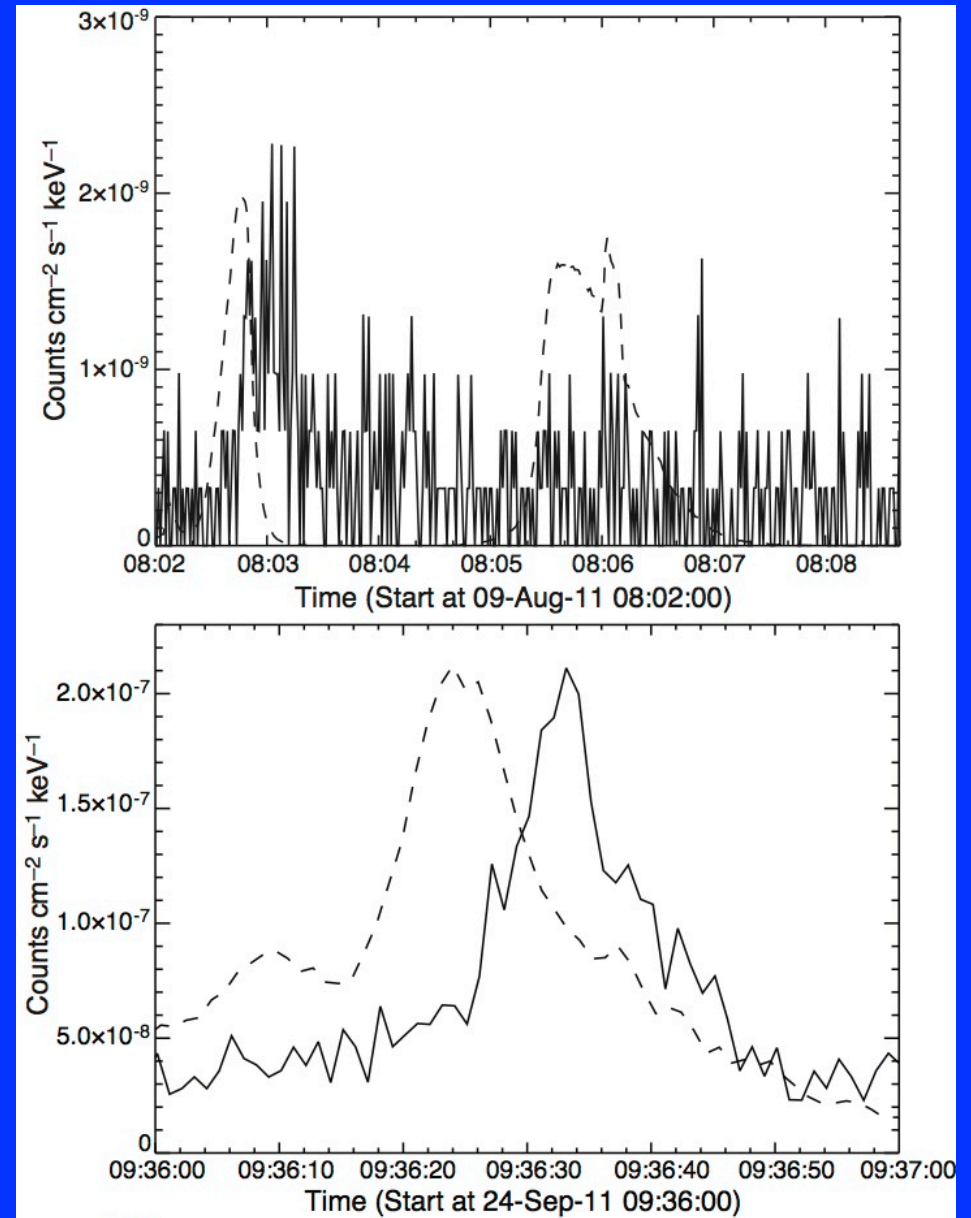 3×10⁻⁹
2×10⁻⁹
1×10⁻⁹
0
Counts cm⁻² s⁻¹ keV⁻¹
08:02 08:03 08:04 08:05 08:06 08:07 08:08
Time (Start at 09-Aug-11 08:02:00)
2.0×10⁻⁷
1.5×10⁻⁷
1.0×10⁻⁷
5.0×10⁻⁸
0
Counts cm⁻² s⁻¹ keV⁻¹
09:36:00 09:36:10 09:36:20 09:36:30 09:36:40 09:36:50 09:37:00
Time (Start at 24-Sep-11 09:36:00)